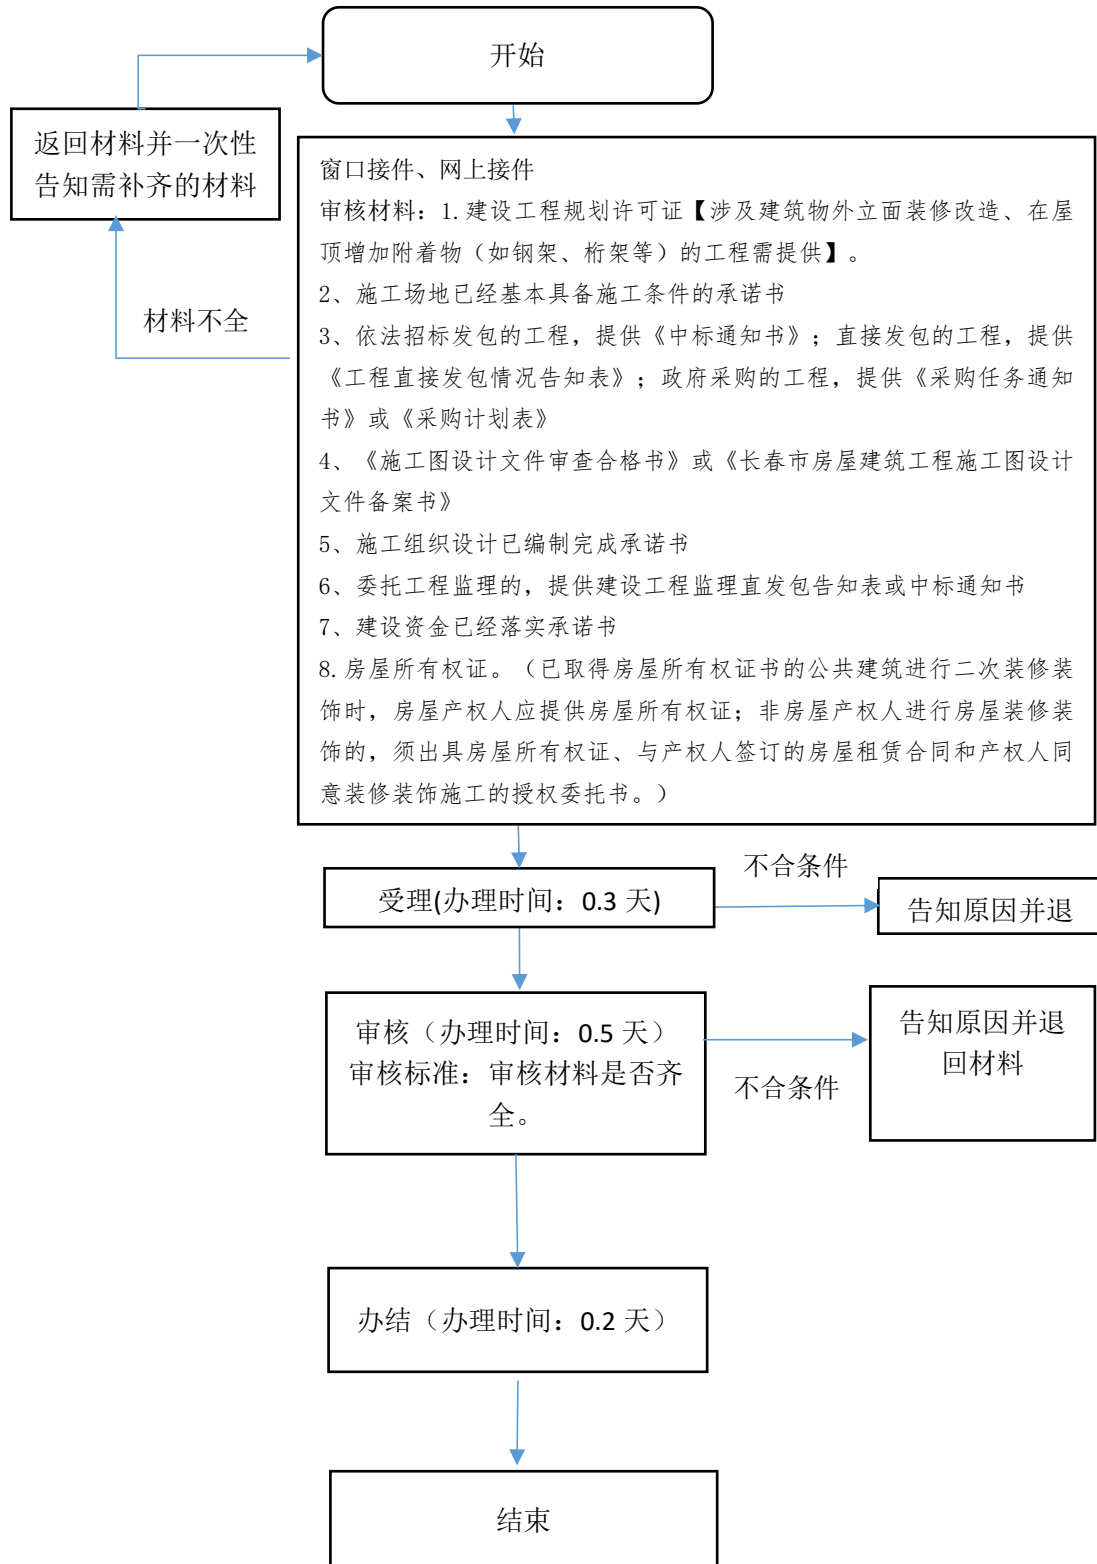 开始
返回材料并一次性
告知需补齐的材料
窗口接件、网上接件
审核材料：1.建设工程规划许可证【涉及建筑物外立面装修改造、在屋
顶增加附着物（如钢架、桁架等）的工程需提供】。
2、施工场地已经基本具备施工条件的承诺书
材料不全
3、依法招标发包的工程，提供《中标通知书》；直接发包的工程，提供
《工程直接发包情况告知表》；政府采购的工程，提供《采购任务通知
书》或《采购计划表》
4、《施工图设计文件审查合格书》或《长春市房屋建筑工程施工图设计
文件备案书》
5、施工组织设计已编制完成承诺书
6、委托工程监理的，提供建设工程监理直发包告知表或中标通知书
7、建设资金已经落实承诺书
8.房屋所有权证。（已取得房屋所有权证书的公共建筑进行二次装修装
饰时，房屋产权人应提供房屋所有权证；非房屋产权人进行房屋装修装
饰的，须出具房屋所有权证、与产权人签订的房屋租赁合同和产权人同
意装修装饰施工的授权委托书。）
不合条件
受理(办理时间：0.3 天)
告知原因并退
审核（办理时间：0.5 天）
审核标准：审核材料是否齐
全。
告知原因并退
回材料
不合条件
办结（办理时间：0.2 天）
结束